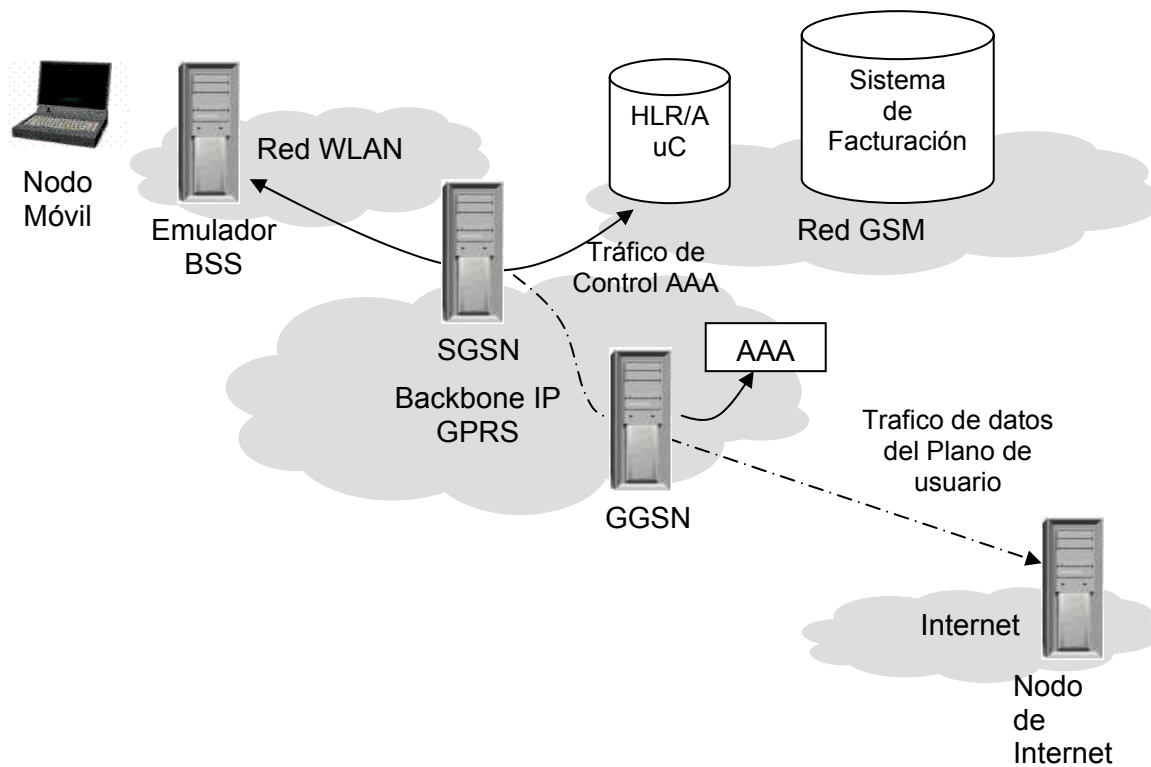 Sistema
de
Facturación
HLR/A
uC
Red WLAN
Nodo
Móvil
Emulador
BSS
Red GSM
Tráfico de
Control AAA
SGSN
AAA
Backbone IP
GPRS
Trafico de datos
del Plano de
usuario
GGSN
Internet
Nodo
de
Internet